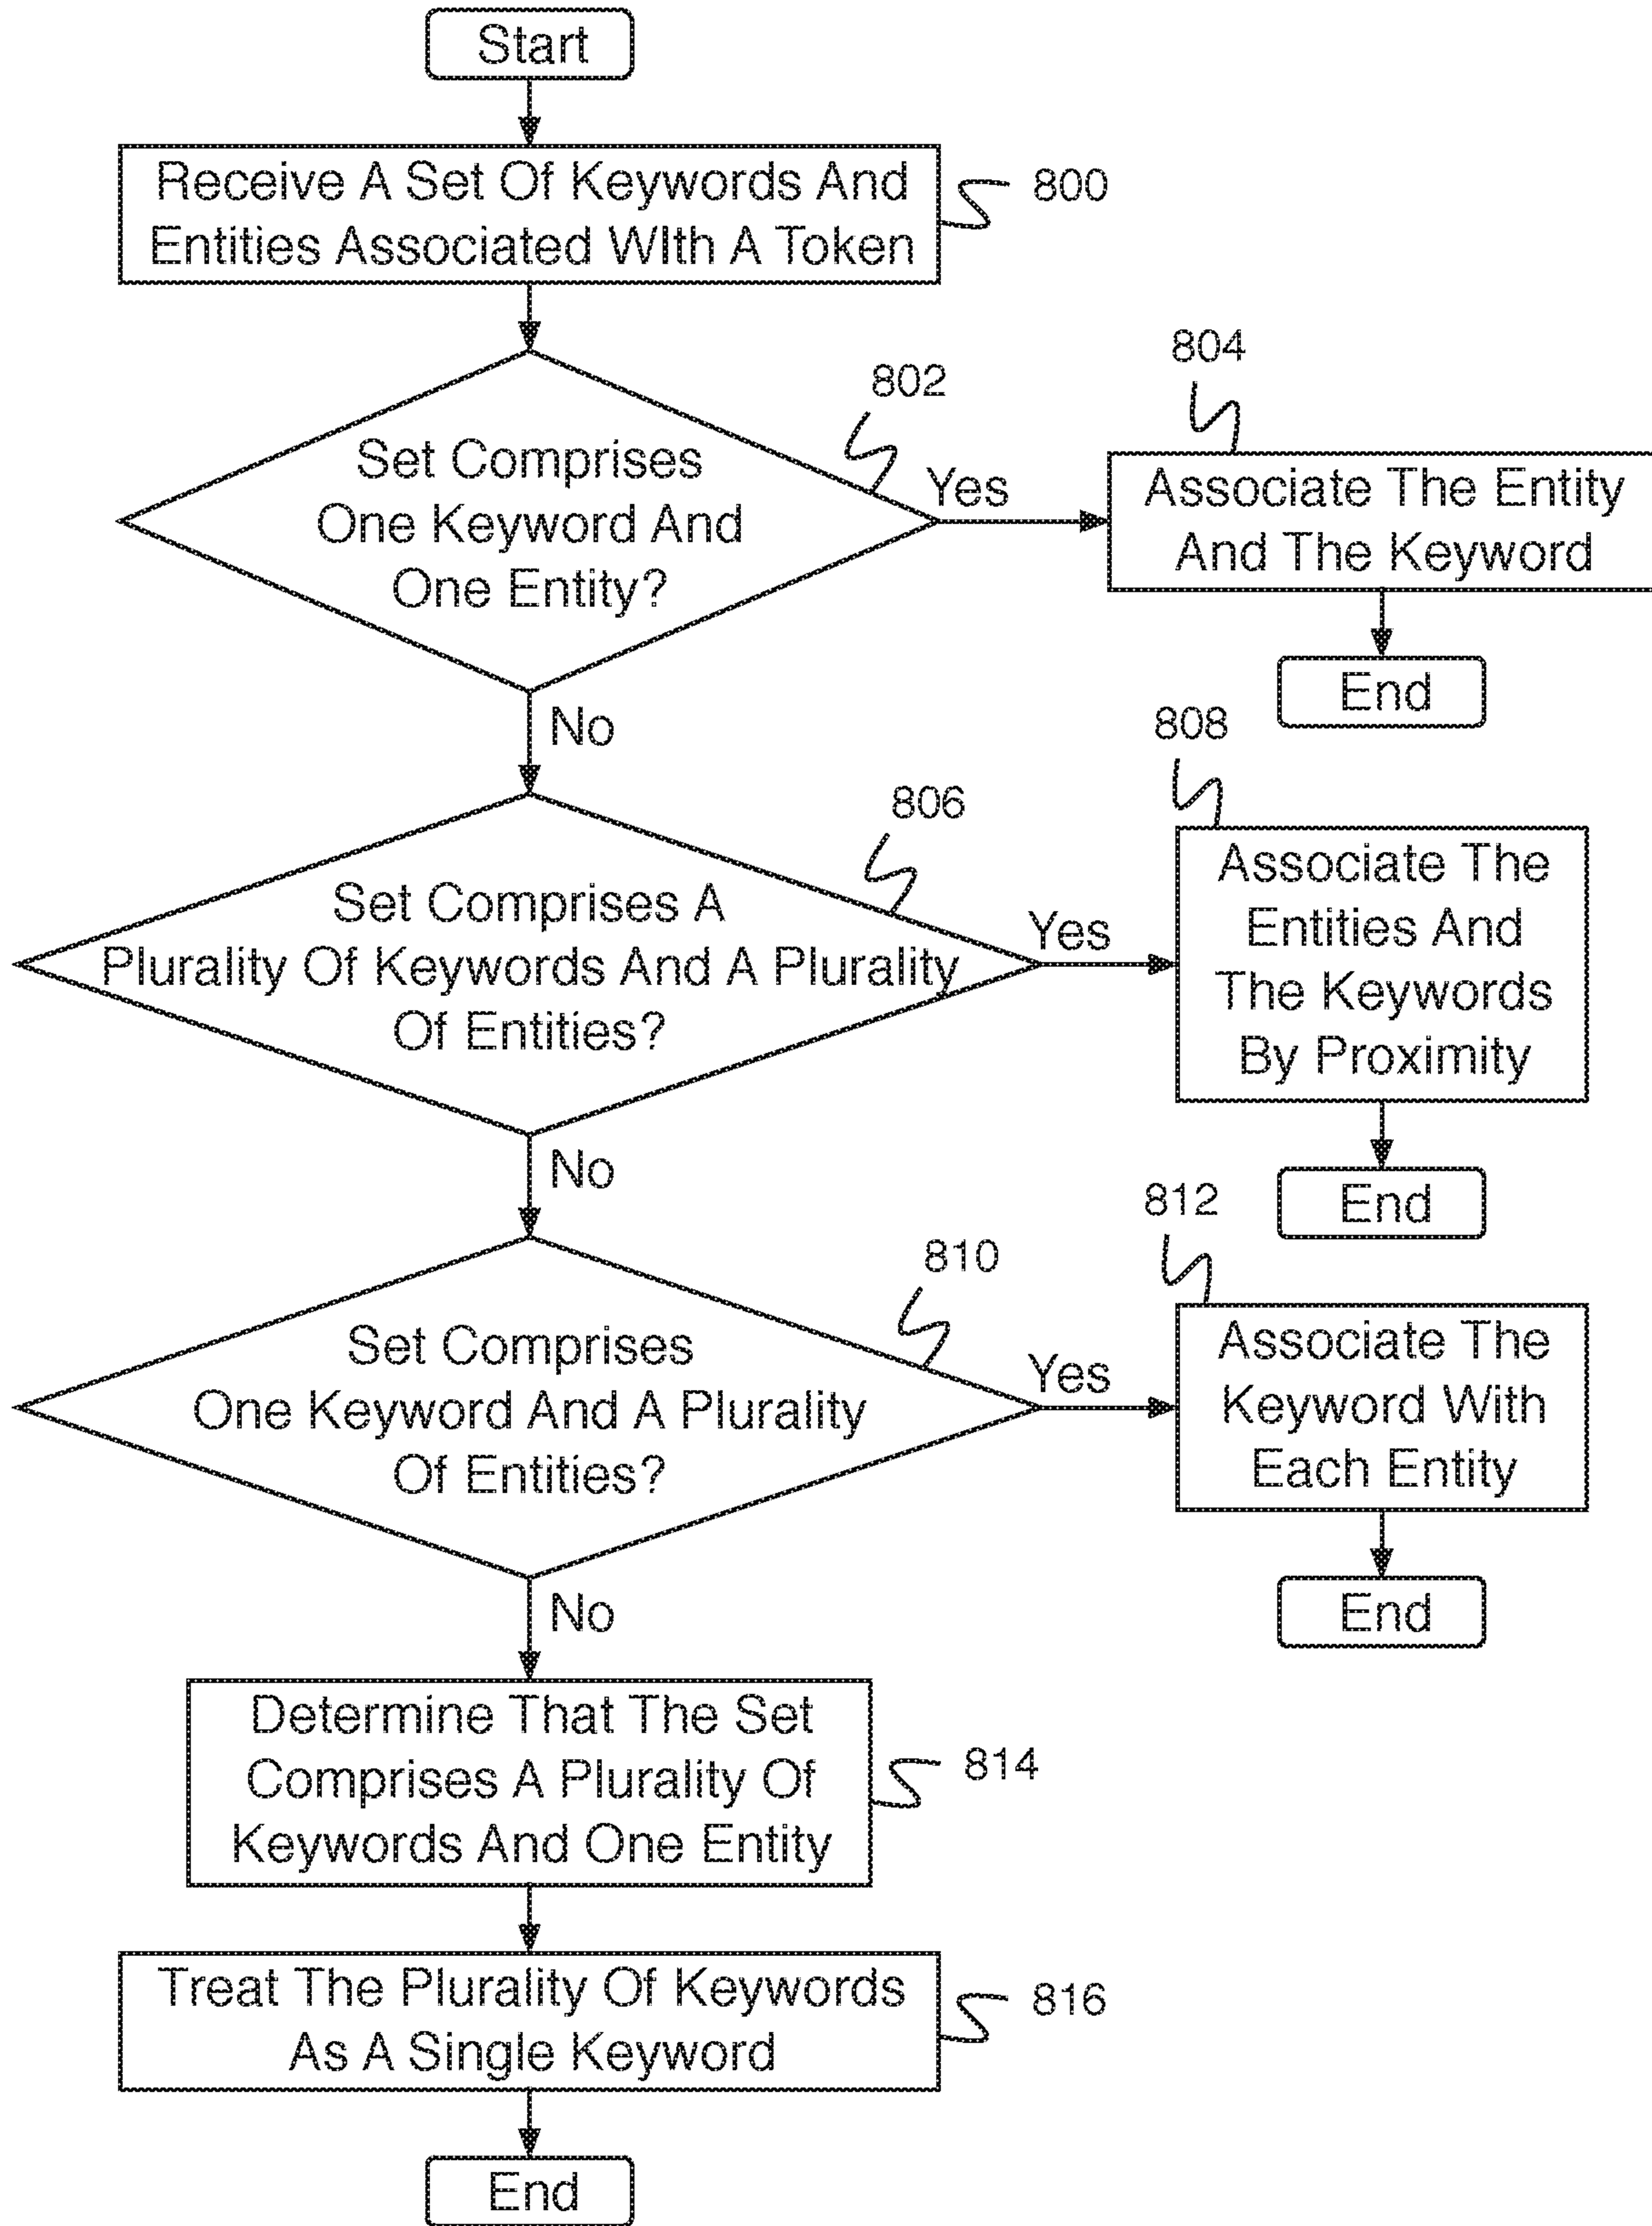 Start
Receive A Set Of Keywords And
Entities Associated WIth A Token
800
802
Set Comprises
One Keyword And
One Entity?
Yes
804
Associate The Entity
And The Keyword
End
No
806
Set Comprises A
Plurality Of Keywords And A Plurality
Of Entities?
Yes
808
Associate The
Entities And
The Keywords
By Proximity
End
No
810
Set Comprises
One Keyword And A Plurality
Of Entities?
Yes
812
Associate The
Keyword With
Each Entity
End
No
Determine That The Set
Comprises A Plurality Of
Keywords And One Entity
814
Treat The Plurality Of Keywords
As A Single Keyword
816
End